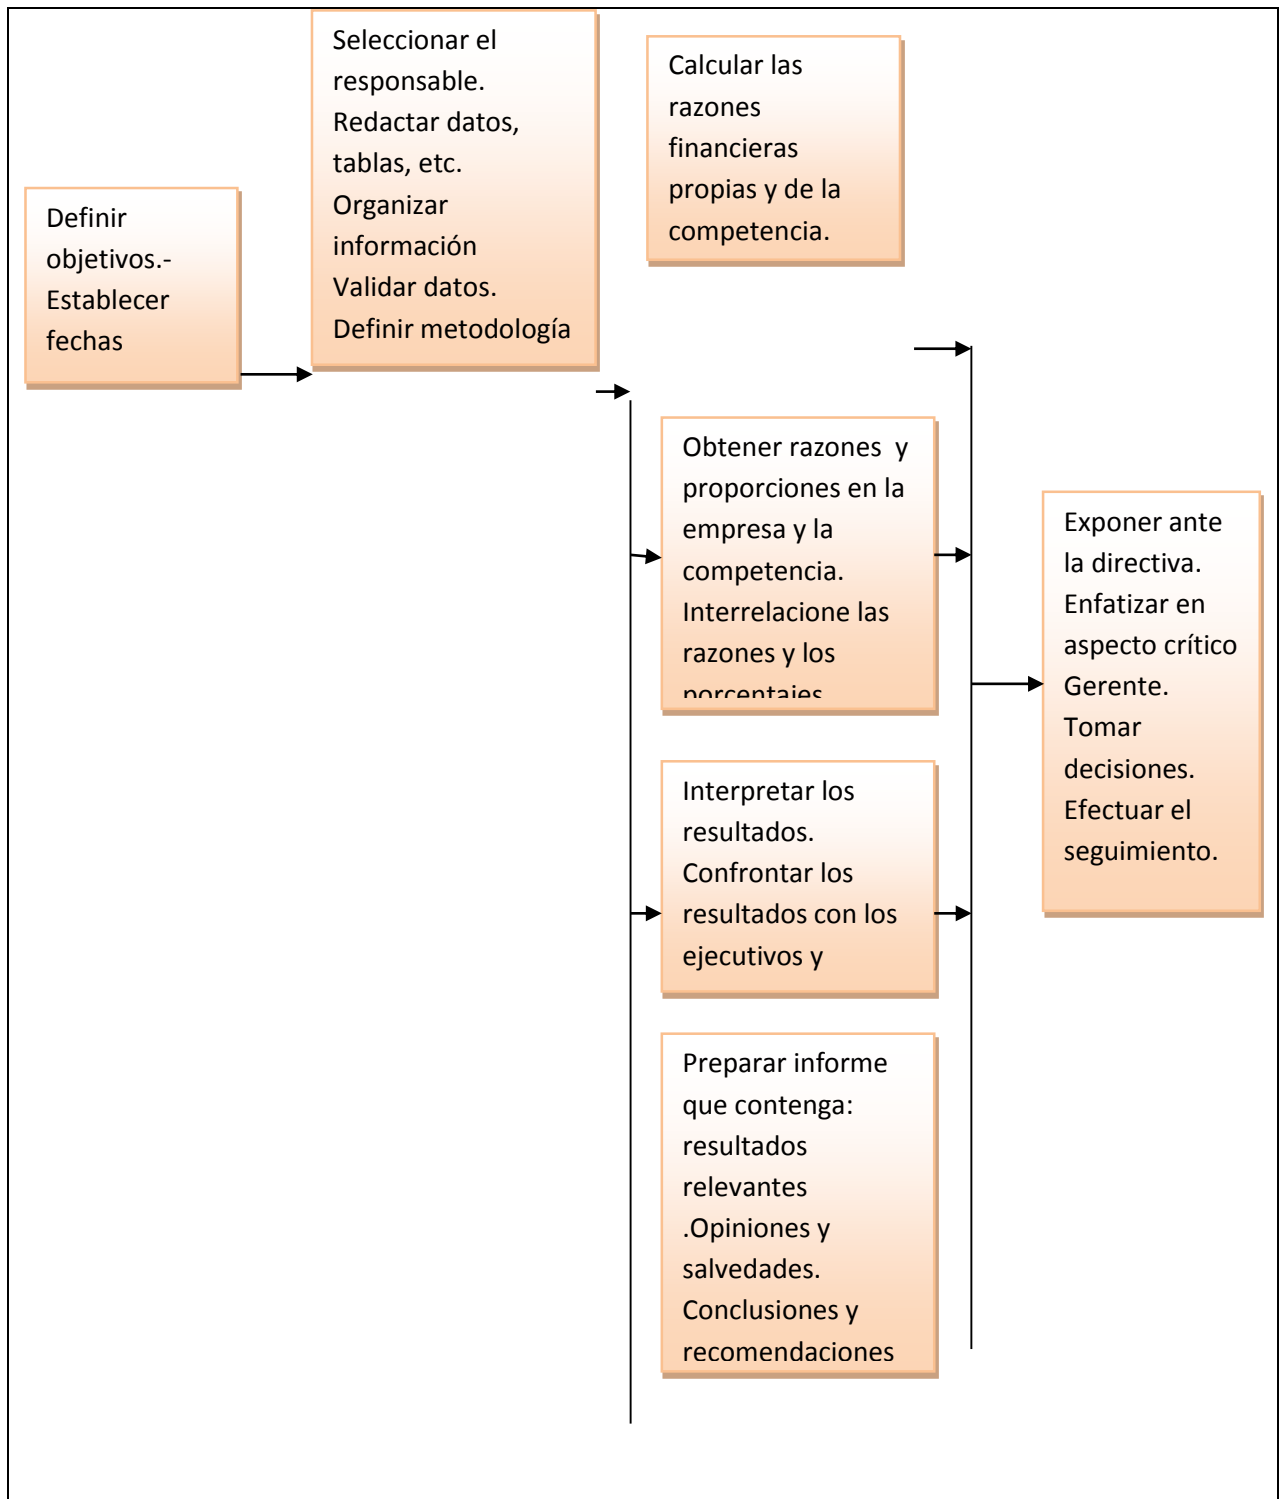 Definir
objetivos.-
Establecer
fechas
Seleccionar el
responsable.
Redactar datos,
tablas, etc.
Organizar
información
Validar datos.
Definir metodología
Calcular las
razones
financieras
propias y de la
competencia.
Obtener razones y
proporciones en la
empresa y la
competencia.
Interrelacione las
razones y los
porcentajes
Interpretar los
resultados.
Confrontar los
resultados con los
ejecutivos y
Preparar informe
que contenga:
resultados
relevantes
.Opiniones y
salvedades.
Conclusiones y
recomendaciones
Exponer ante
la directiva.
Enfatizar en
aspecto crítico
Gerente.
Tomar
decisiones.
Efectuar el
seguimiento.